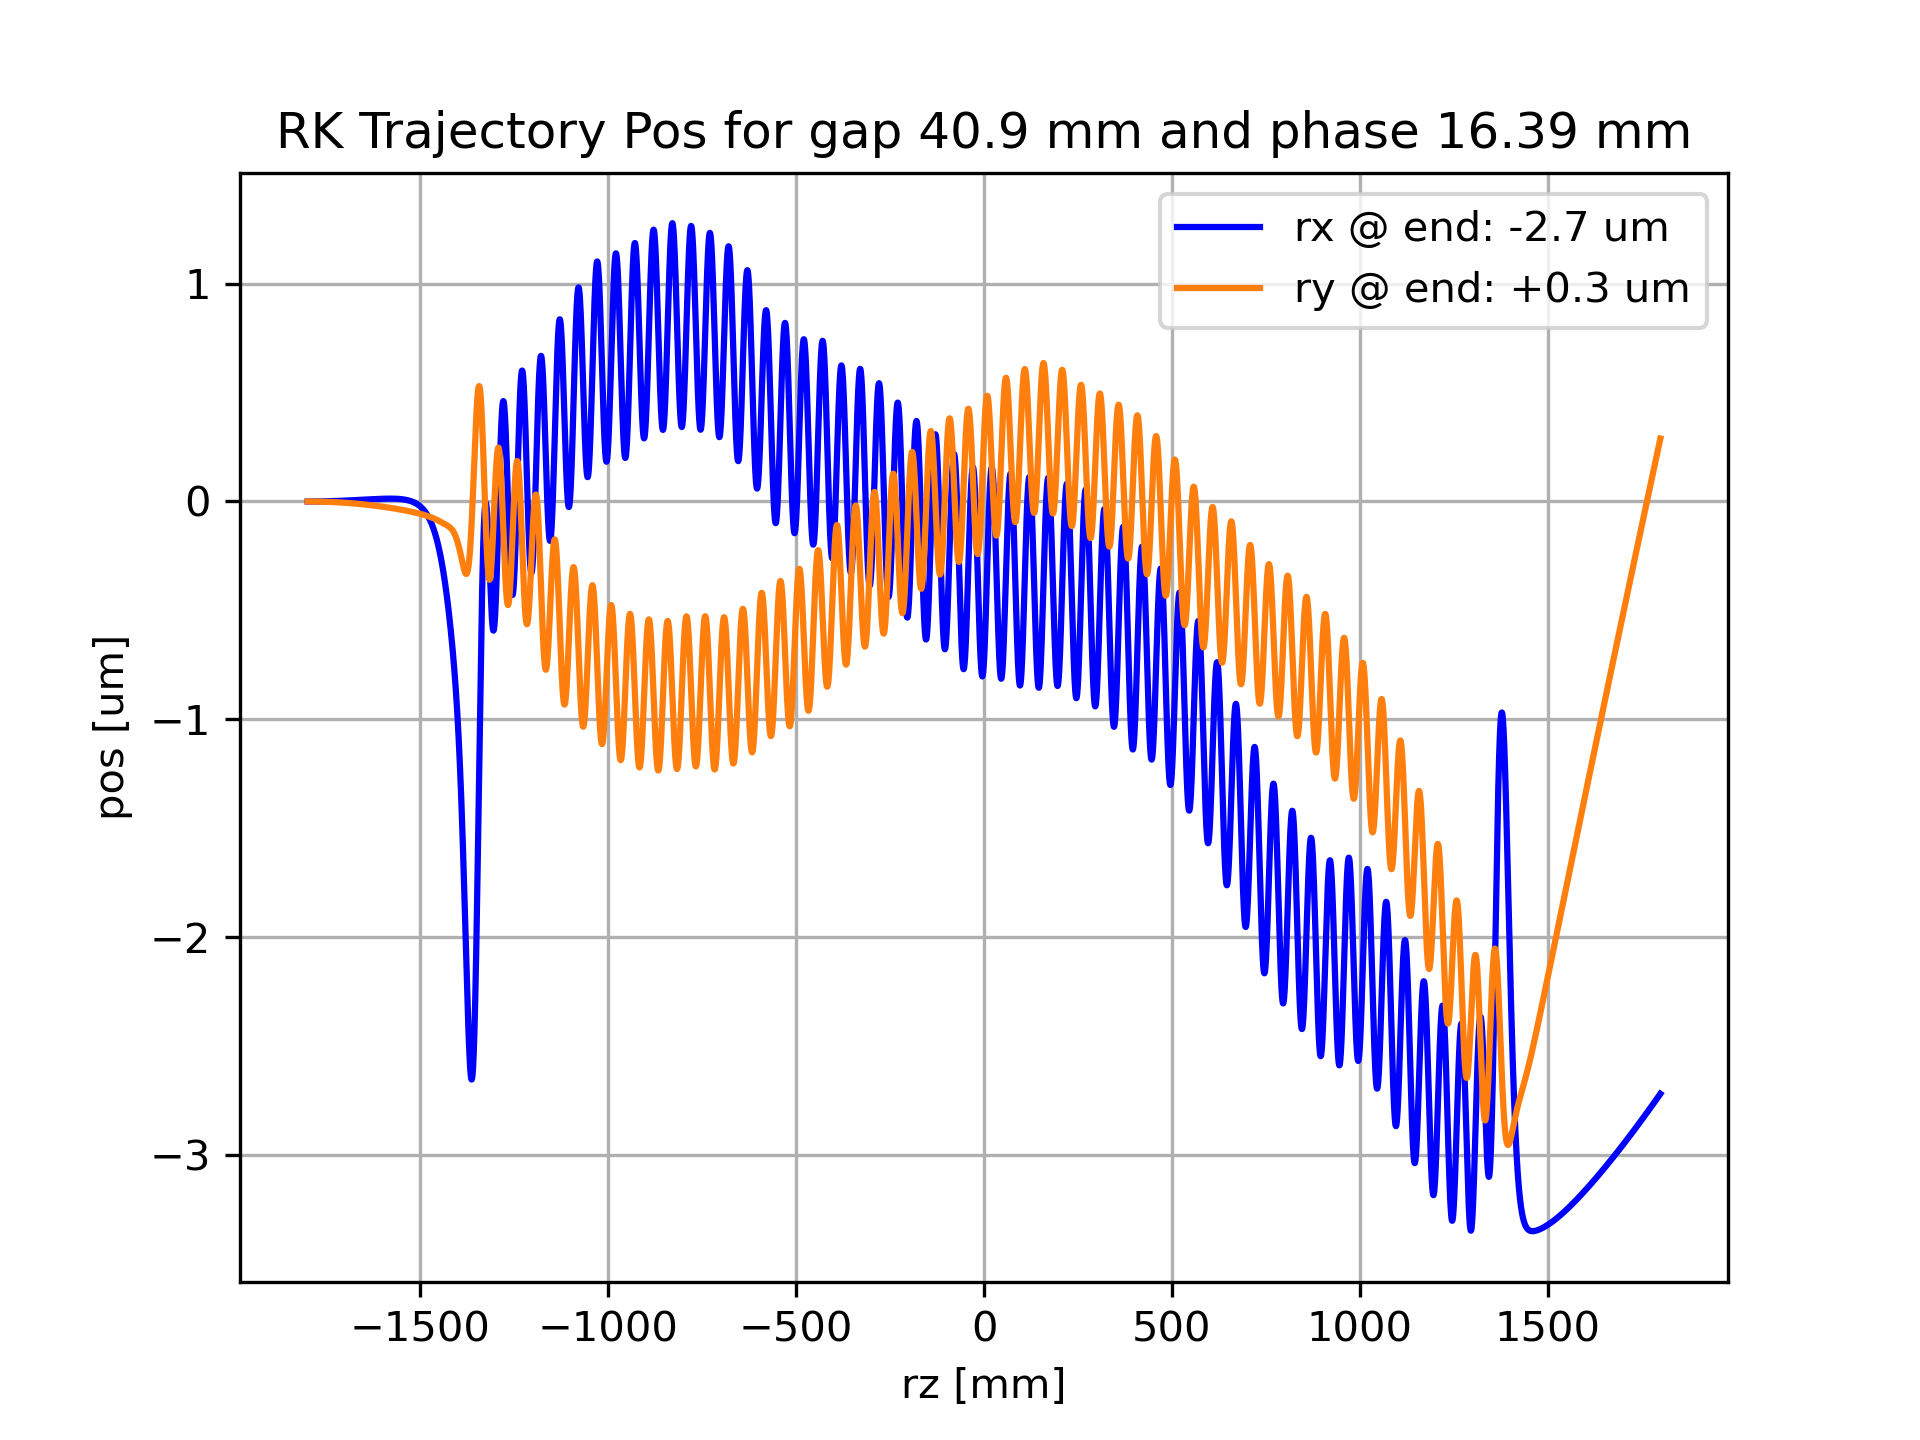 RK Trajectory Pos for gap 40.9 mm and phase 16.39 mm
rx @ end: -2.7 um
ry @ end: +0.3 um
1
0
−1
−2
−3
pos [um]
−1500 −1000 −500 0 500 1000 1500
rz [mm]